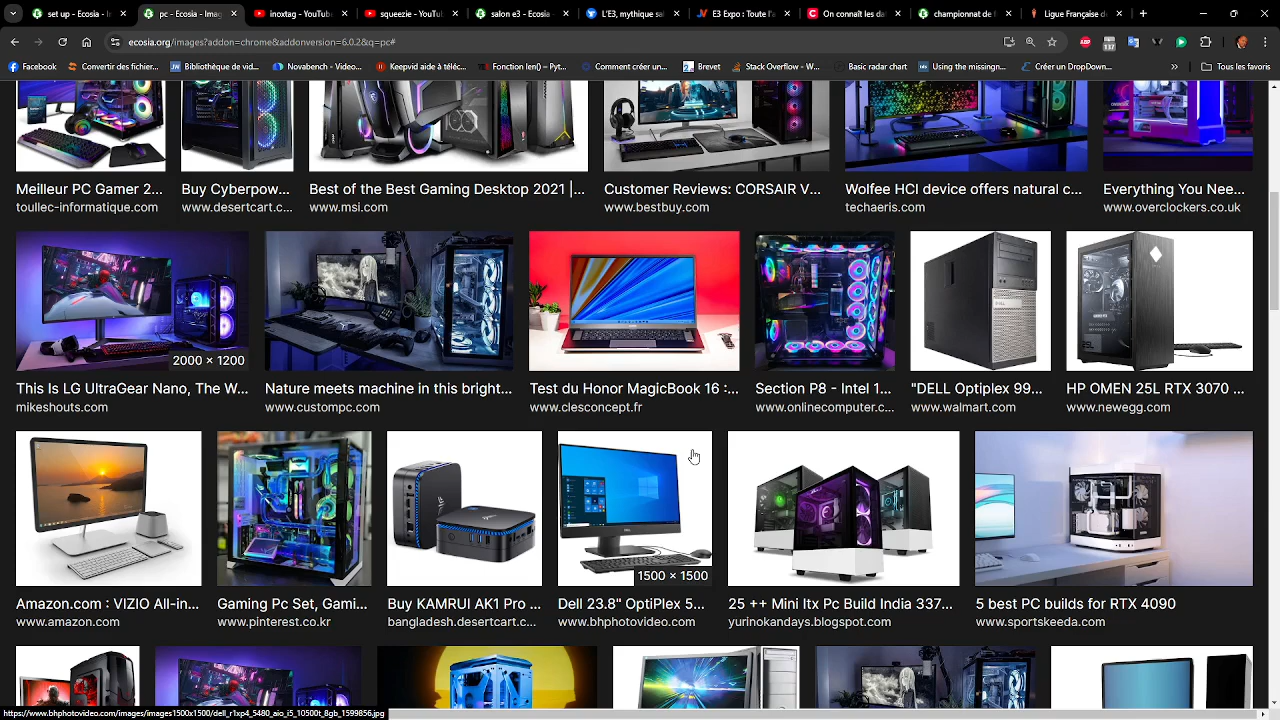 set up - Ecosia - I
pc - Ecosia - Imag
inoxtag - YouTub
squeezie - YouTub
salon e3 - Ecosia
L'E3, mythique sal
E3 Expo : Toute l'
On connaît les dat
championnat de l
Ligue Française d
ecosia.org/images?addon=chrome&addonversion=6.0.2&q=pc#
137
Facebook
Convertir des fichier...
Bibliothèque de vid...
Novabench - Video...
Keepvid aide à téléc...
Fonction len() – Pyt...
Comment créer un...
Brevet
Stack Overflow - W...
Basic radar chart
Using the missingn...
Créer un DropDown...
Tous les favoris
Meilleur PC Gamer 2...
Buy Cyberpow...
Best of the Best Gaming Desktop 2021 |...
Customer Reviews: CORSAIR V...
Wolfee HCI device offers natural c...
Everything You Nee...
toullec-informatique.com
www.desertcart.c...
www.msi.com
www.bestbuy.com
techaeris.com
www.overclockers.co.uk
2000 × 1200
This Is LG UltraGear Nano, The W...
Nature meets machine in this bright...
Test du Honor MagicBook 16 :...
Section P8 - Intel 1...
"DELL Optiplex 99...
HP OMEN 25L RTX 3070 ...
mikeshouts.com
www.custompc.com
www.clesconcept.fr
www.onlinecomputer.c...
www.walmart.com
www.newegg.com
1500 × 1500
Amazon.com : VIZIO All-in...
Gaming Pc Set, Gami...
Buy KAMRUI AK1 Pro ...
Dell 23.8" OptiPlex 5...
25 ++ Mini Itx Pc Build India 337...
5 best PC builds for RTX 4090
www.amazon.com
www.pinterest.co.kr
bangladesh.desertcart.c...
www.bhphotovideo.com
yurinokandays.blogspot.com
www.sportskeeda.com
https://www.bhphotovideo.com/images/images1500x1500/dell_r1xp4_5480_aio_i5_10500t_8gb_1599856.jpg